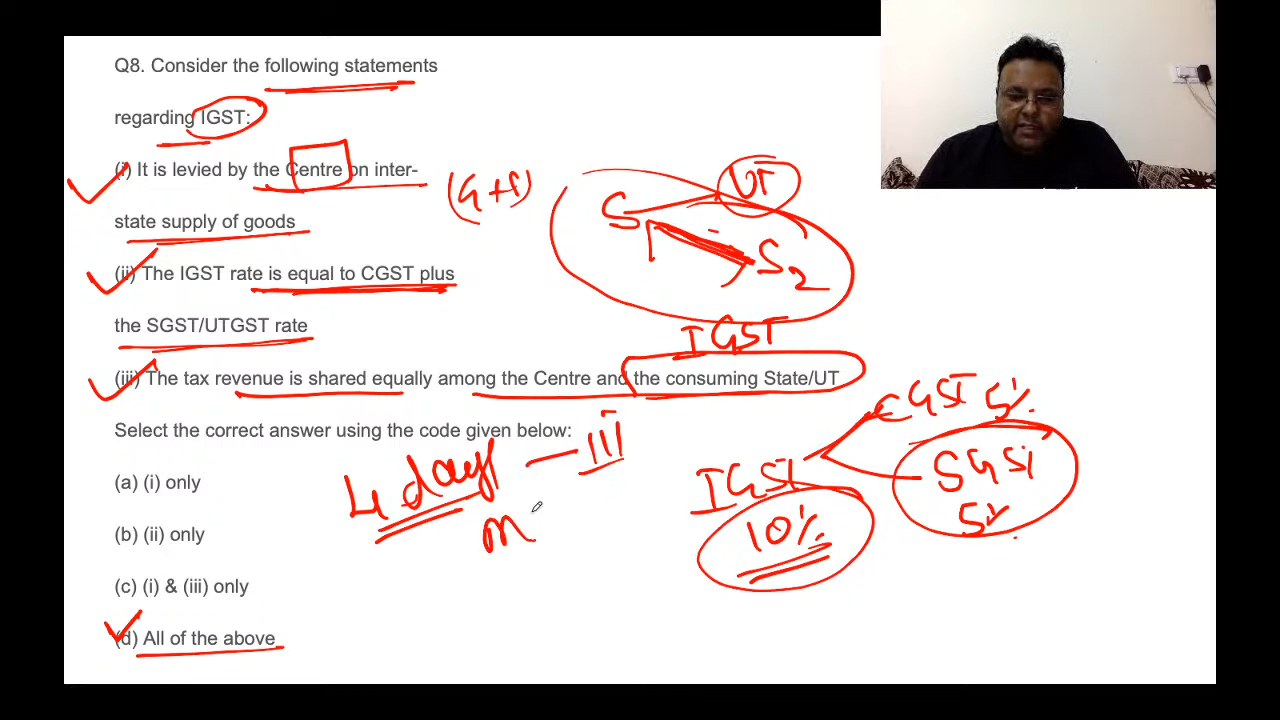 Q8. Consider the following statements
regarding IGST:
(i) It is levied by the Centre on inter-
state supply of goods
(G+S)
UT
S1
S2
(ii) The IGST rate is equal to CGST plus
the SGST/UTGST rate
IGST
(iii) The tax revenue is shared equally among the Centre and the consuming State/UT
CGST 5%
Select the correct answer using the code given below:
4 days - III
m
IGST
10%
SGST
5%
(a) (i) only
(b) (ii) only
(c) (i) & (iii) only
(d) All of the above